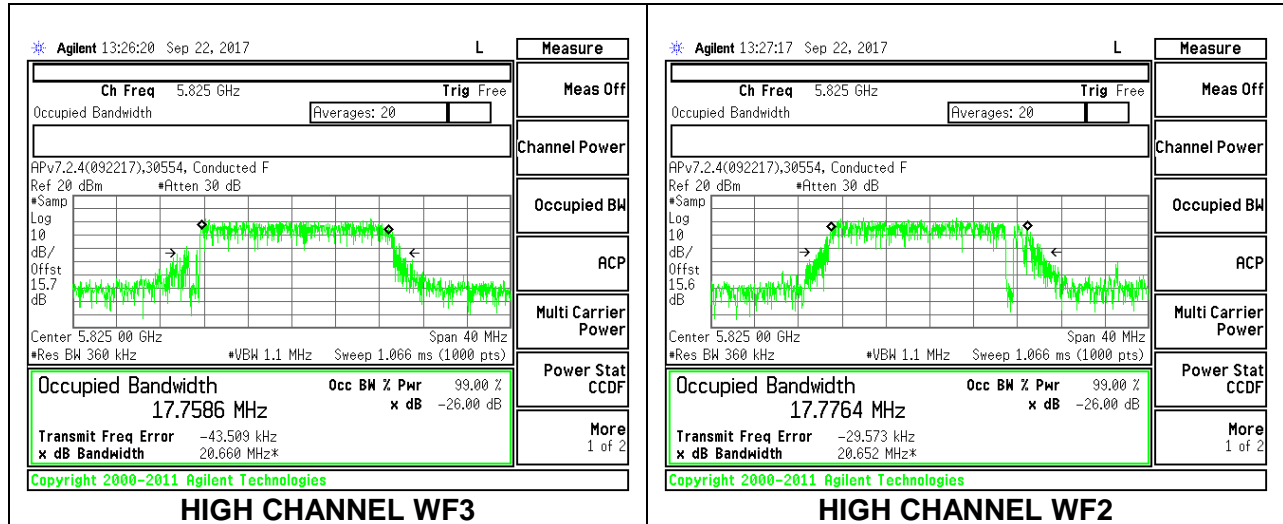 Agilent 13:26:20 Sep 22, 2017 L
Measure
Ch Freq 5.825 GHz Trig Free
Meas Off
Occupied Bandwidth Averages: 20
Channel Power
APv7.2.4(092217),30554, Conducted F
Ref 20 dBm #Atten 30 dB
#Samp
Log
10
dB/
Offst
15.7
dB
Occupied BW
ACP
Multi Carrier
Power
Center 5.825 00 GHz Span 40 MHz
#Res BW 360 kHz #VBW 1.1 MHz Sweep 1.066 ms (1000 pts)
Power Stat
CCDF
Occupied Bandwidth Occ BW % Pwr 99.00 %
17.7586 MHz x dB -26.00 dB
Transmit Freq Error -43.509 kHz
x dB Bandwidth 20.660 MHz*
More
1 of 2
Copyright 2000-2011 Agilent Technologies
HIGH CHANNEL WF3
Agilent 13:27:17 Sep 22, 2017 L
Measure
Ch Freq 5.825 GHz Trig Free
Meas Off
Occupied Bandwidth Averages: 20
Channel Power
APv7.2.4(092217),30554, Conducted F
Ref 20 dBm #Atten 30 dB
#Samp
Log
10
dB/
Offst
15.6
dB
Occupied BW
ACP
Multi Carrier
Power
Center 5.825 00 GHz Span 40 MHz
#Res BW 360 kHz #VBW 1.1 MHz Sweep 1.066 ms (1000 pts)
Power Stat
CCDF
Occupied Bandwidth Occ BW % Pwr 99.00 %
17.7764 MHz x dB -26.00 dB
Transmit Freq Error -29.573 kHz
x dB Bandwidth 20.652 MHz*
More
1 of 2
Copyright 2000-2011 Agilent Technologies
HIGH CHANNEL WF2